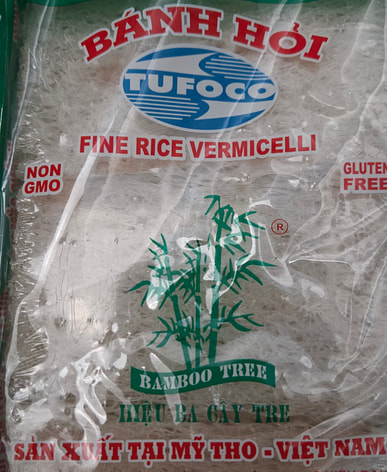 BÁNH HỎI
TUFOCO
FINE RICE VERMICELLI
NON
GMO
GLUTEN
FREE
®
BAMBOO TREE
HIỆU BA CÂY TRE
SẢN XUẤT TẠI MỸ THO - VIỆT NAM